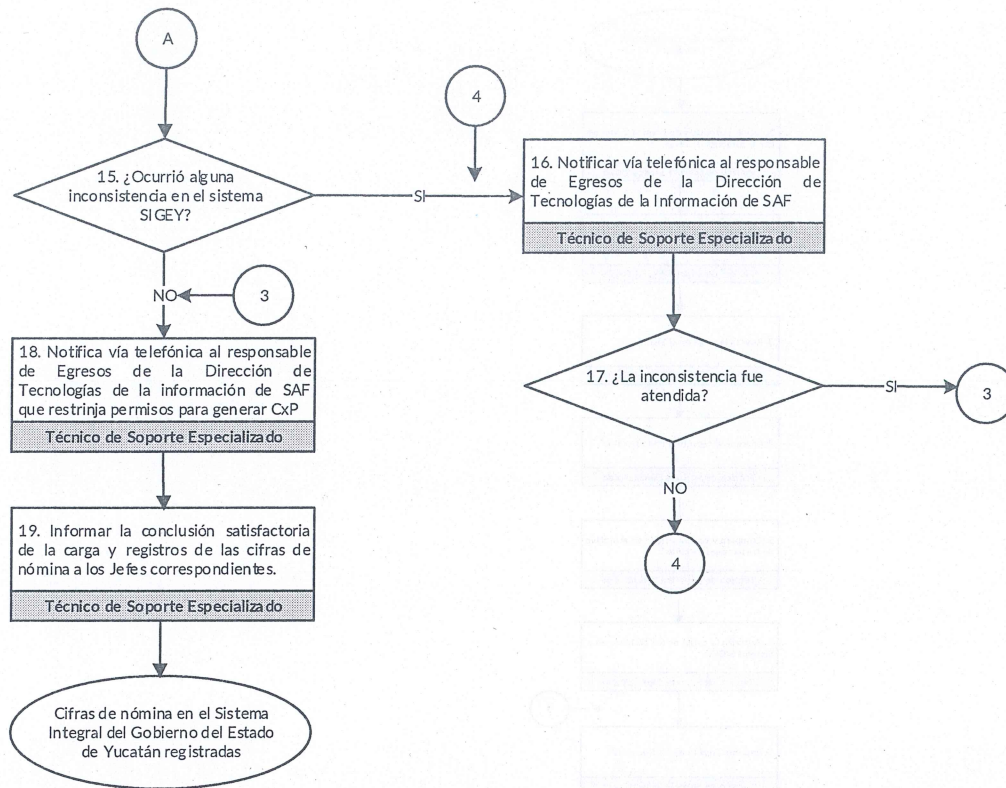 A
4
15. ¿Ocurrió alguna
inconsistencia en el sistema
SIGEY?
SI
16. Notificar vía telefónica al responsable
de Egresos de la Dirección de
Tecnologías de la Información de SAF
Técnico de Soporte Especializado
NO
3
18. Notifica vía telefónica al responsable
de Egresos de la Dirección de
Tecnologías de la información de SAF
que restrinja permisos para generar CxP
Técnico de Soporte Especializado
17. ¿La inconsistencia fue
atendida?
SI
3
NO
4
19. Informar la conclusión satisfactoria
de la carga y registros de las cifras de
nómina a los Jefes correspondientes.
Técnico de Soporte Especializado
Cifras de nómina en el Sistema
Integral del Gobierno del Estado
de Yucatán registradas